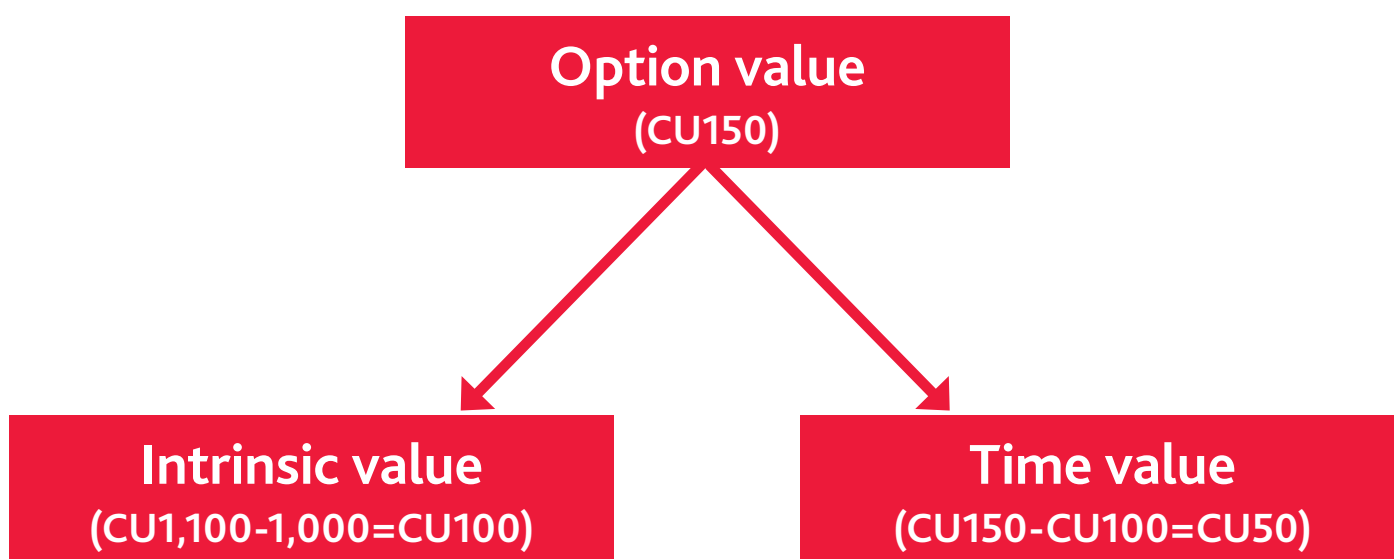 Option value
(CU150)
Intrinsic value
(CU1,100-1,000=CU100)
Time value
(CU150-CU100=CU50)